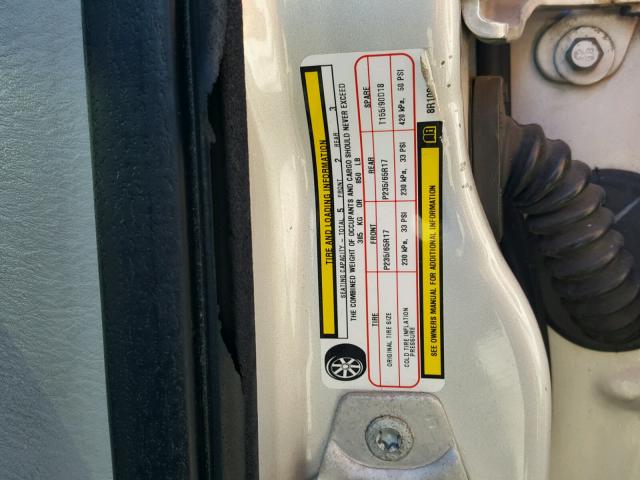 TIRE AND LOADING INFORMATION
SEATING CAPACITY - TOTAL 5 FRONT 2 REAR 3
THE COMBINED WEIGHT OF OCCUPANTS AND CARGO SHOULD NEVER EXCEED
385 KG OR 850 LB
TIRE FRONT REAR SPARE
ORIGINAL TIRE SIZE P235/65R17 P235/65R17 T155/90D18
COLD TIRE INFLATION PRESSURE 230 kPa, 33 PSI 230 kPa, 33 PSI 420 kPa, 60 PSI
SEE OWNERS MANUAL FOR ADDITIONAL INFORMATION